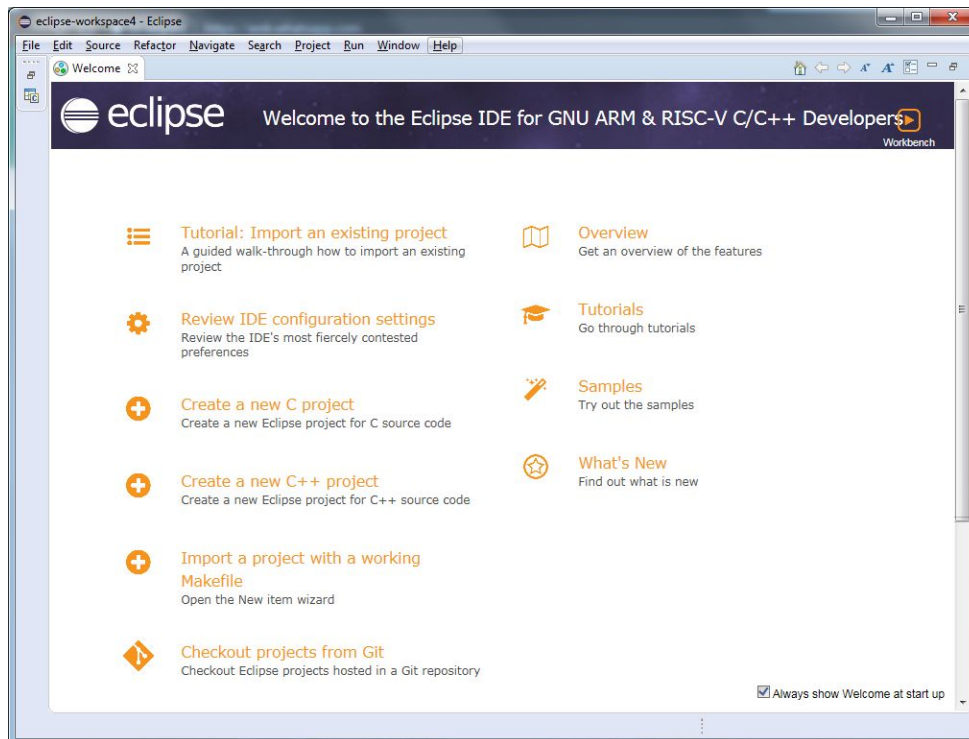 eclipse-workspace4 - Eclipse
File Edit Source Refactor Navigate Search Project Run Window Help
Welcome
eclipse
Welcome to the Eclipse IDE for GNU ARM & RISC-V C/C++ Developers
Workbench
Tutorial: Import an existing project
A guided walk-through how to import an existing
project
Review IDE configuration settings
Review the IDE's most fiercely contested
preferences
Create a new C project
Create a new Eclipse project for C source code
Create a new C++ project
Create a new Eclipse project for C++ source code
Import a project with a working
Makefile
Open the New item wizard
Checkout projects from Git
Checkout Eclipse projects hosted in a Git repository
Overview
Get an overview of the features
Tutorials
Go through tutorials
Samples
Try out the samples
What's New
Find out what is new
Always show Welcome at start up